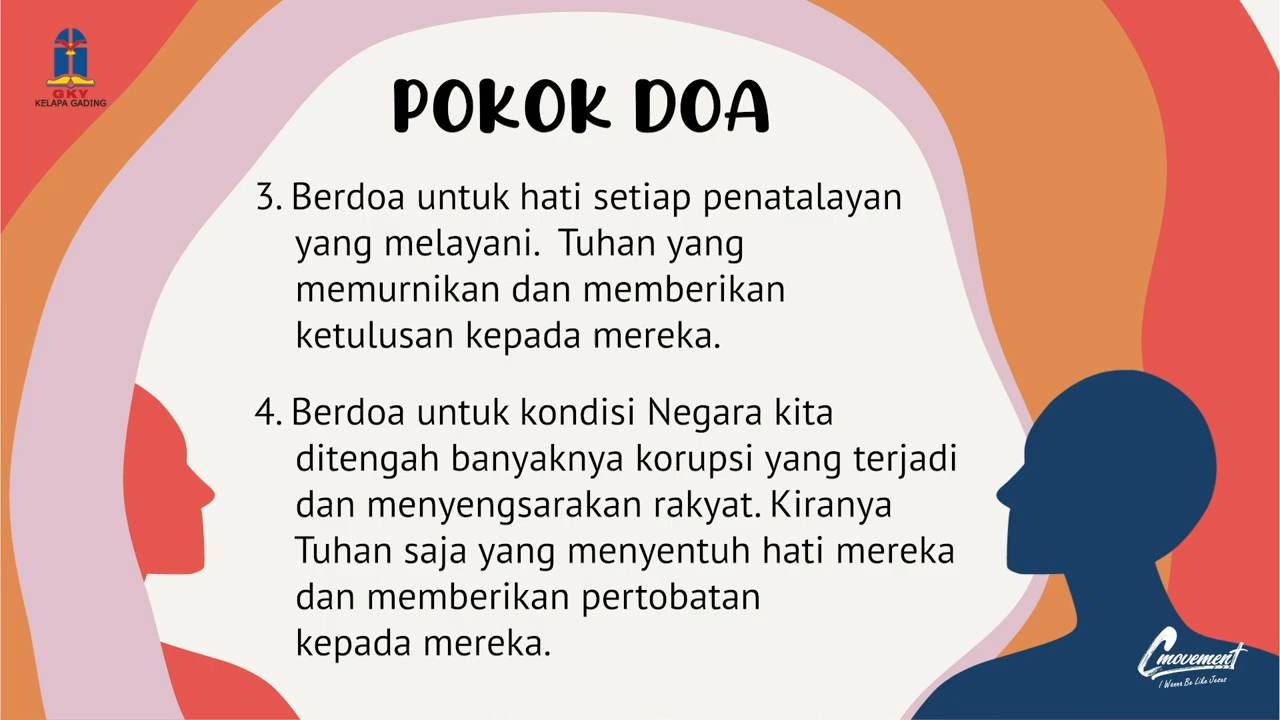 GKY
KELAPA GADING
POKOK DOA
3. Berdoa untuk hati setiap penatalayan
yang melayani.  Tuhan yang
memurnikan dan memberikan
ketulusan kepada mereka.
4. Berdoa untuk kondisi Negara kita
ditengah banyaknya korupsi yang terjadi
dan menyengsarakan rakyat. Kiranya
Tuhan saja yang menyentuh hati mereka
dan memberikan pertobatan
kepada mereka.
Cmovement
I Wanna Be Like Jesus